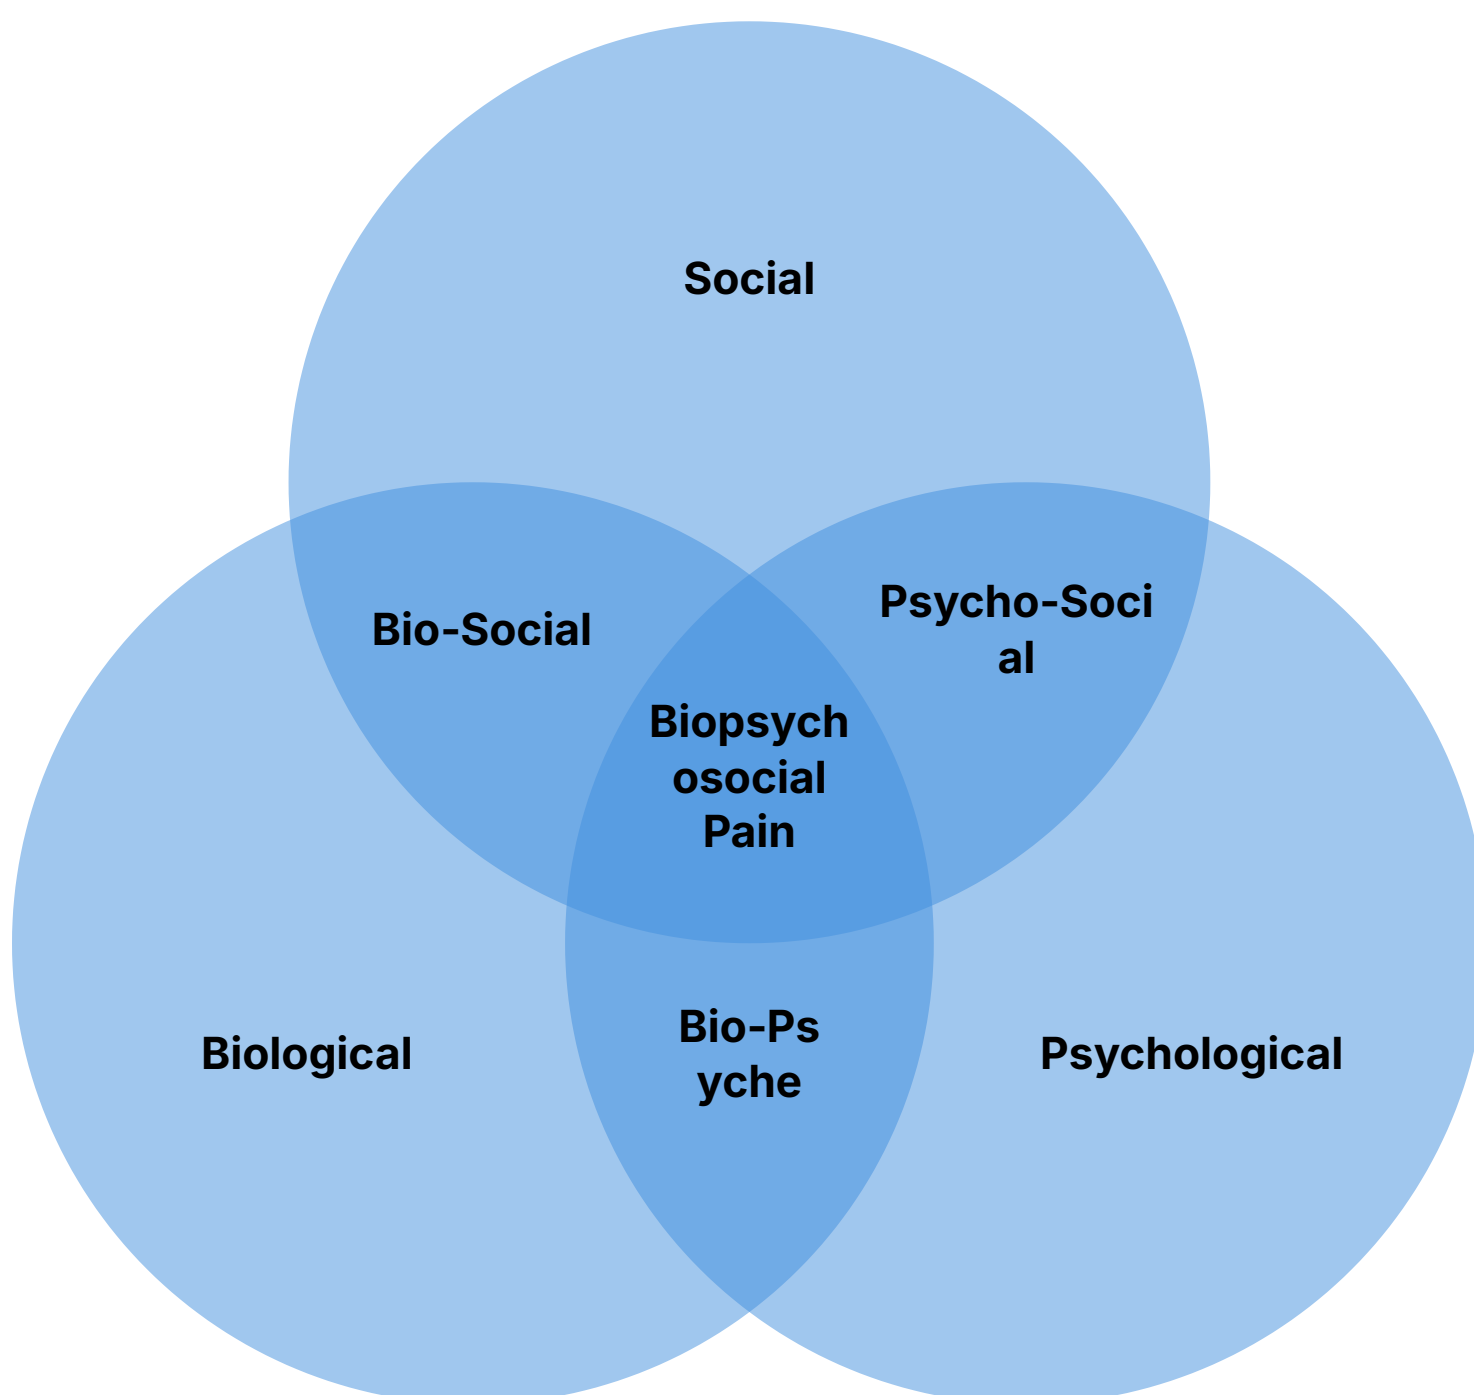 Social
Bio-Social
Psycho-Soci
al
Biopsych
osocial
Pain
Biological
Bio-Ps
yche
Psychological